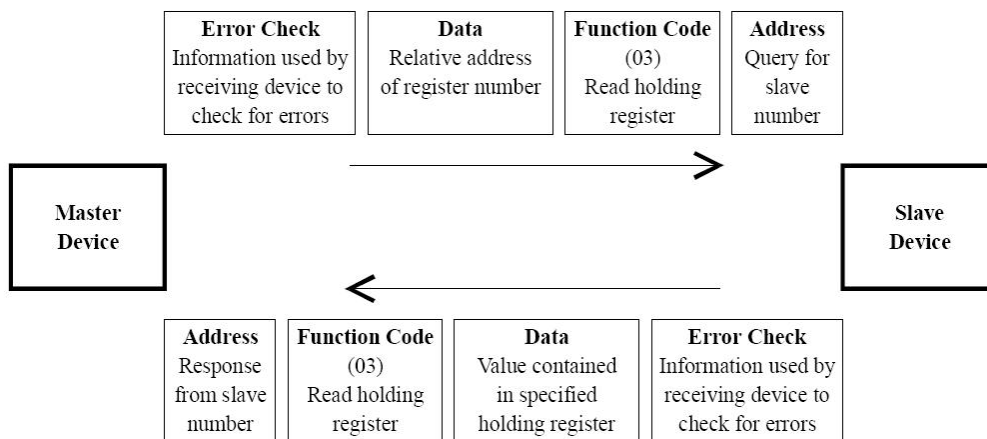 Error Check
Information used by
receiving device to
check for errors
Data
Relative address
of register number
Function Code
(03)
Read holding
register
Address
Query for
slave
number
Master
Device
Slave
Device
Address
Response
from slave
number
Function Code
(03)
Read holding
register
Data
Value contained
in specified
holding register
Error Check
Information used by
receiving device to
check for errors